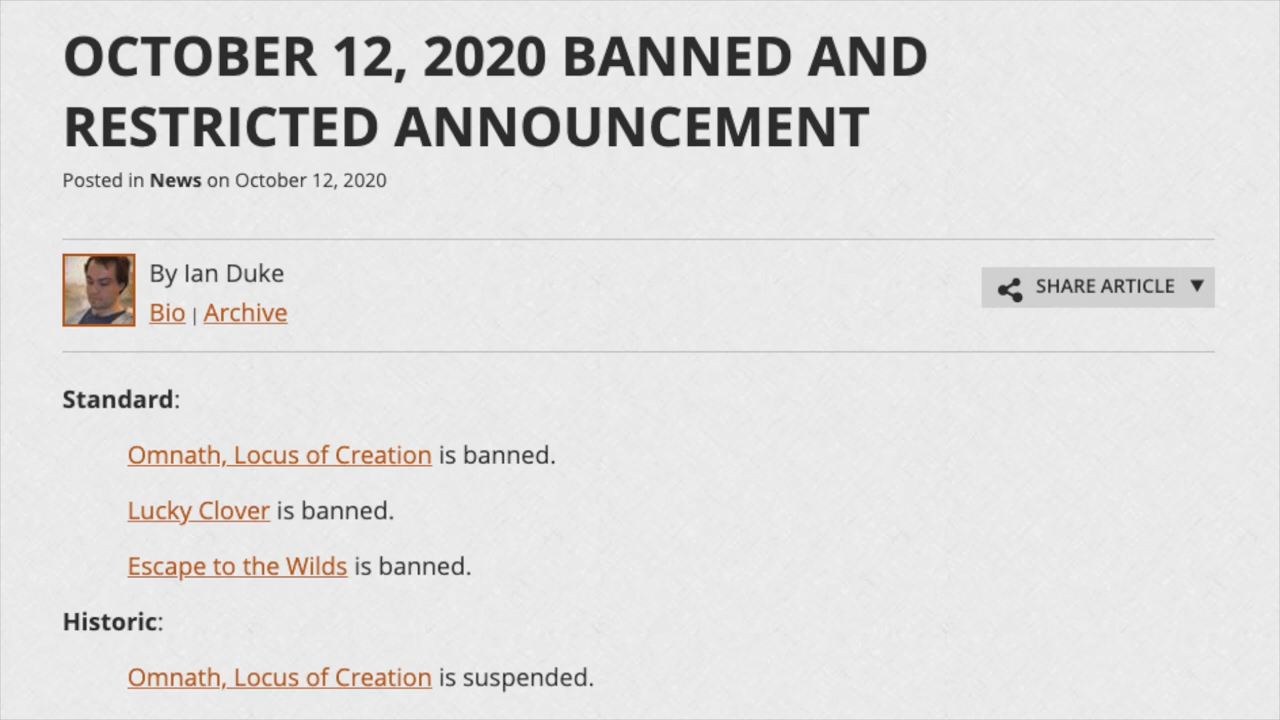 OCTOBER 12, 2020 BANNED AND
RESTRICTED ANNOUNCEMENT
Posted in News on October 12, 2020
By Ian Duke
Bio | Archive
SHARE ARTICLE ▼
Standard:
Omnath, Locus of Creation is banned.
Lucky Clover is banned.
Escape to the Wilds is banned.
Historic:
Omnath, Locus of Creation is suspended.